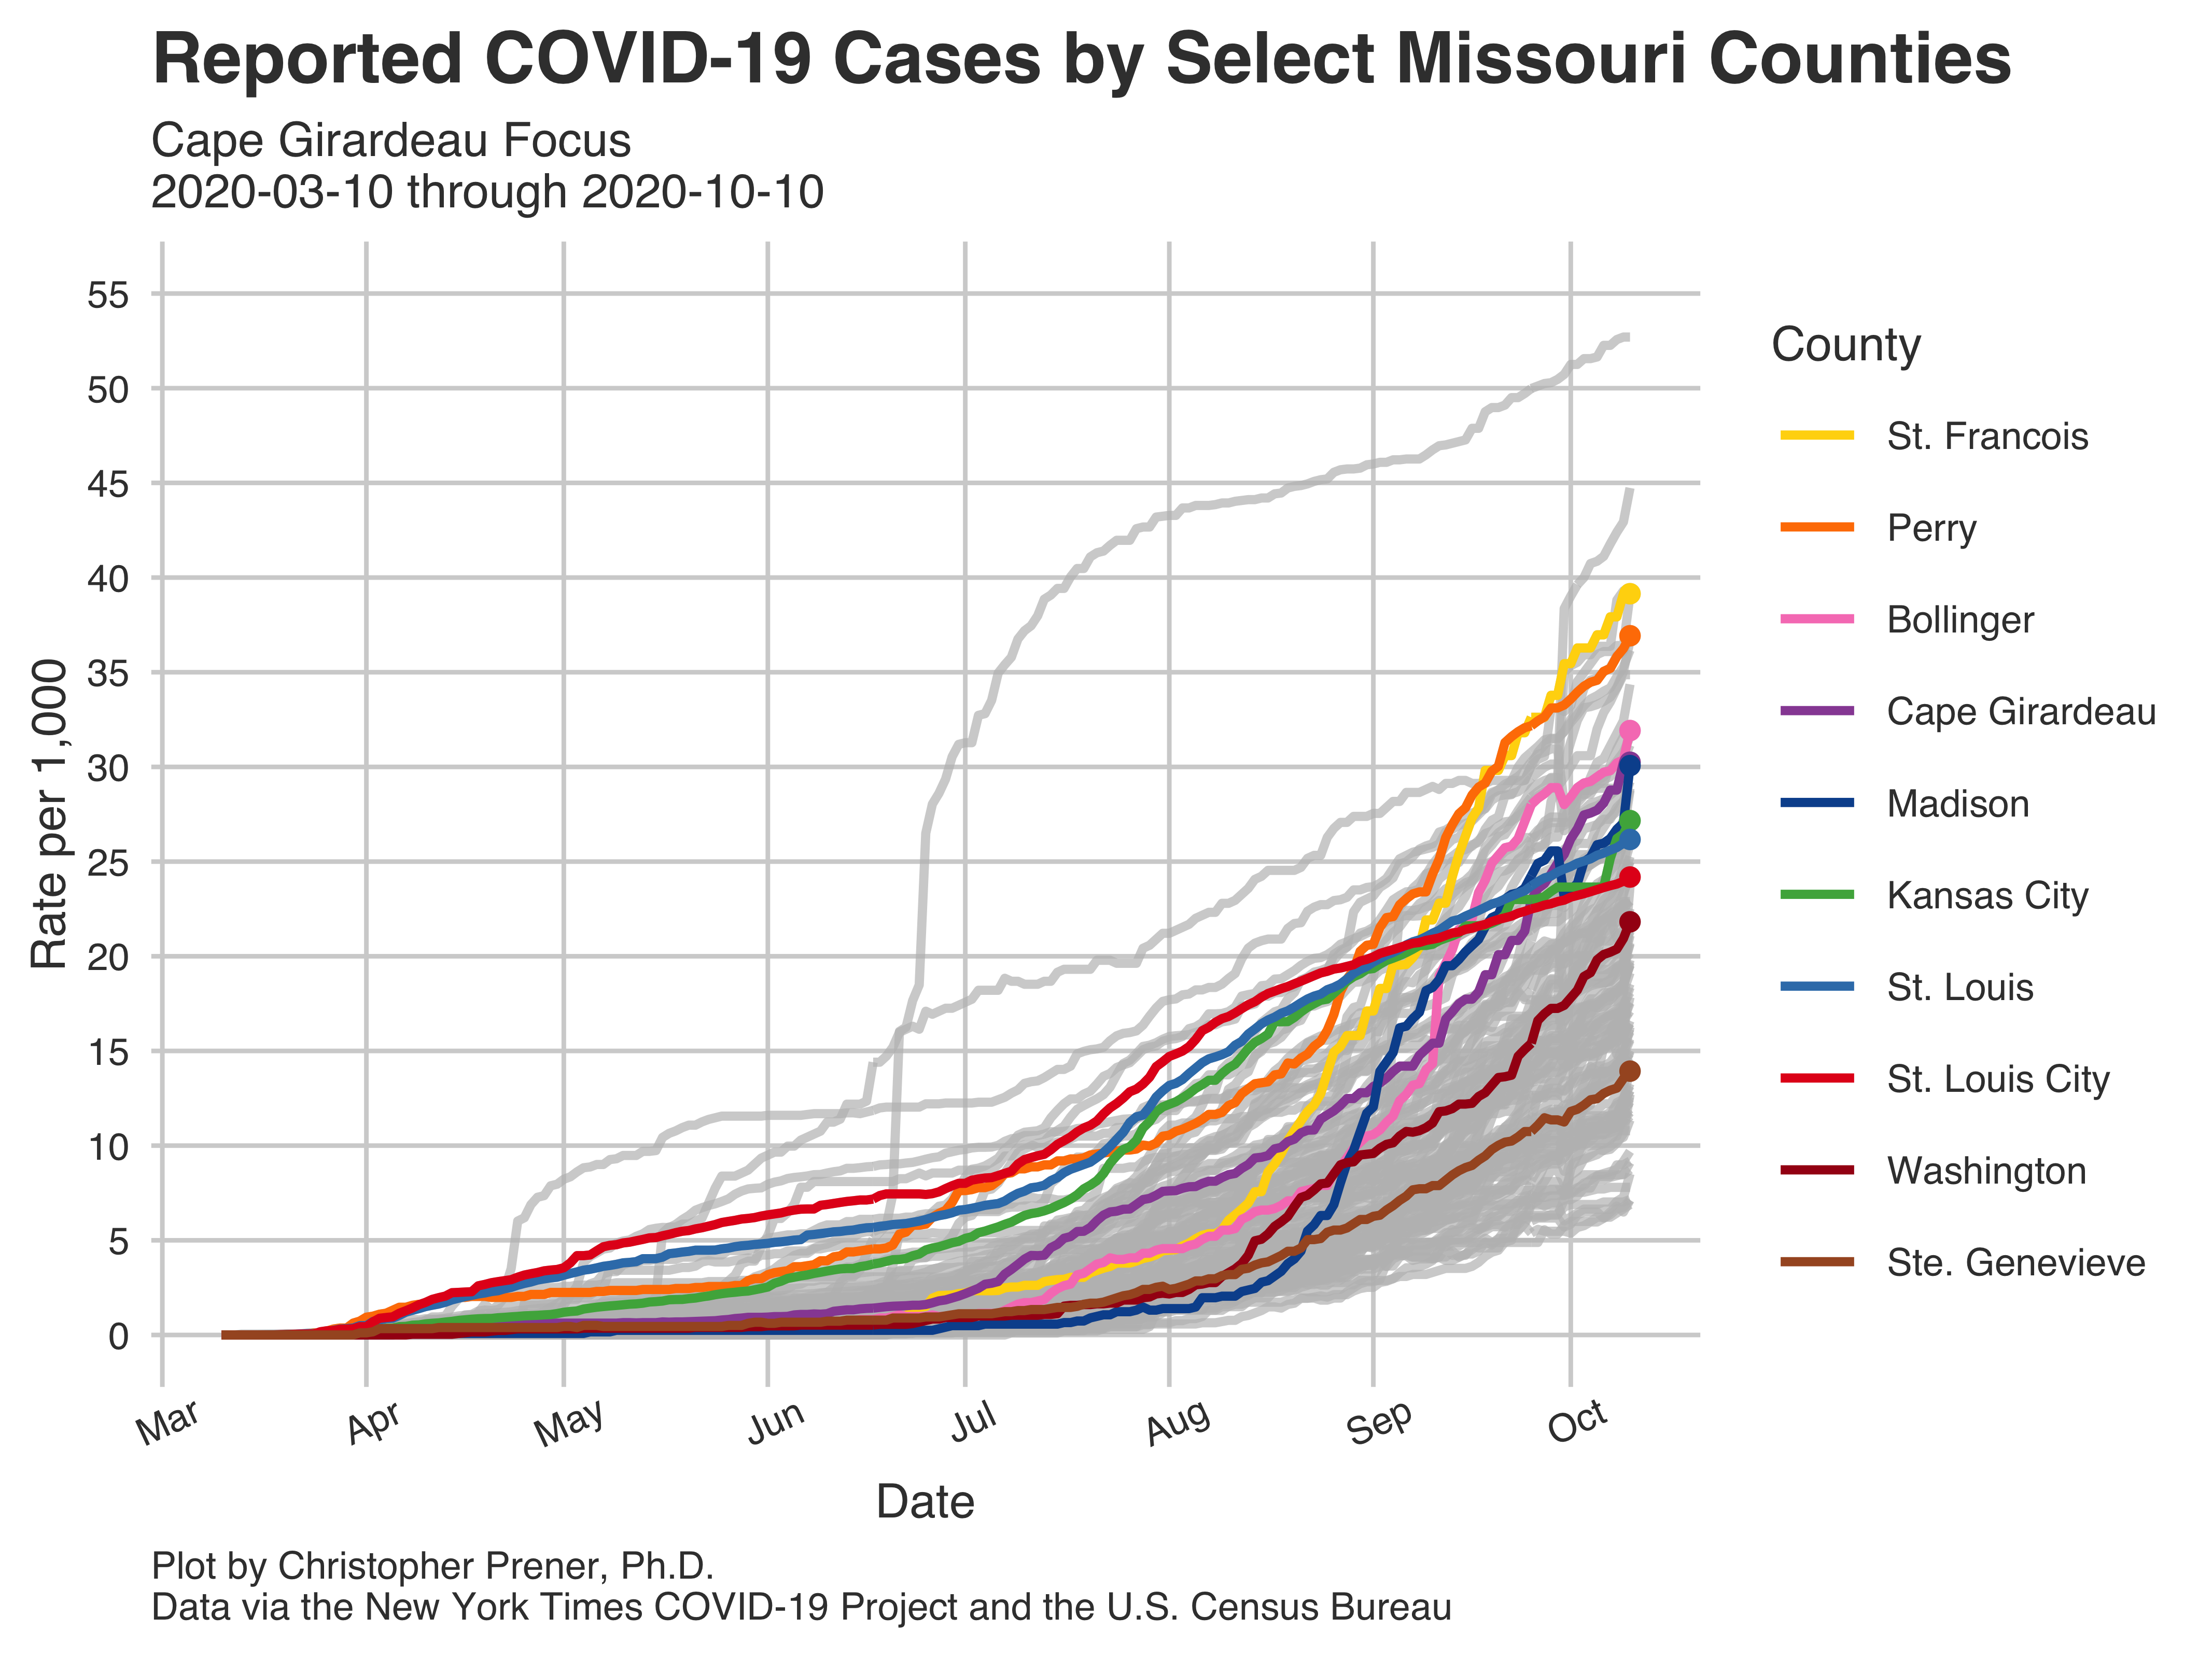 Reported COVID-19 Cases by Select Missouri Counties
Cape Girardeau Focus
2020-03-10 through 2020-10-10
55
50
45
40
35
30
25
20
15
10
5
0
Rate per 1,000
Mar
Apr
May
Jun
Jul
Aug
Sep
Oct
Date
County
St. Francois
Perry
Bollinger
Cape Girardeau
Madison
Kansas City
St. Louis
St. Louis City
Washington
Ste. Genevieve
Plot by Christopher Prener, Ph.D.
Data via the New York Times COVID-19 Project and the U.S. Census Bureau